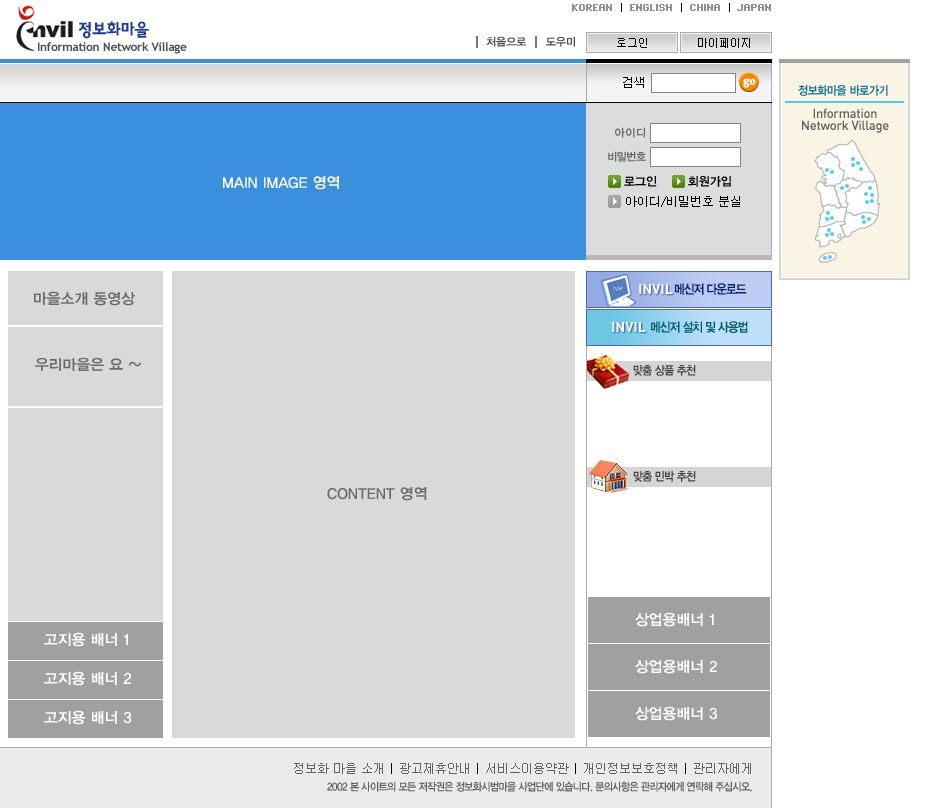 KOREAN | ENGLISH | CHINA | JAPAN
invil 정보화마을
Information Network Village
| 처음으로 | 도우미
로그인
마이페이지
검색
go
정보화마을 바로가기
Information
Network Village
MAIN IMAGE 영역
아이디
비밀번호
로그인
회원가입
아이디/비밀번호 분실
마을소개 동영상
우리마을은 요 ~
CONTENT 영역
INVIL 메신저 다운로드
INVIL 메신저 설치 및 사용법
맞춤 상품 추천
맞춤 민박 추천
고지용 배너 1
고지용 배너 2
고지용 배너 3
상업용배너 1
상업용배너 2
상업용배너 3
정보화 마을 소개 | 광고제휴안내 | 서비스이용약관 | 개인정보보호정책 | 관리자에게
2002 본 사이트의 모든 저작권은 정보화시범마을 사업단에 있습니다. 문의사항은 관리자에게 연락해 주십시오.